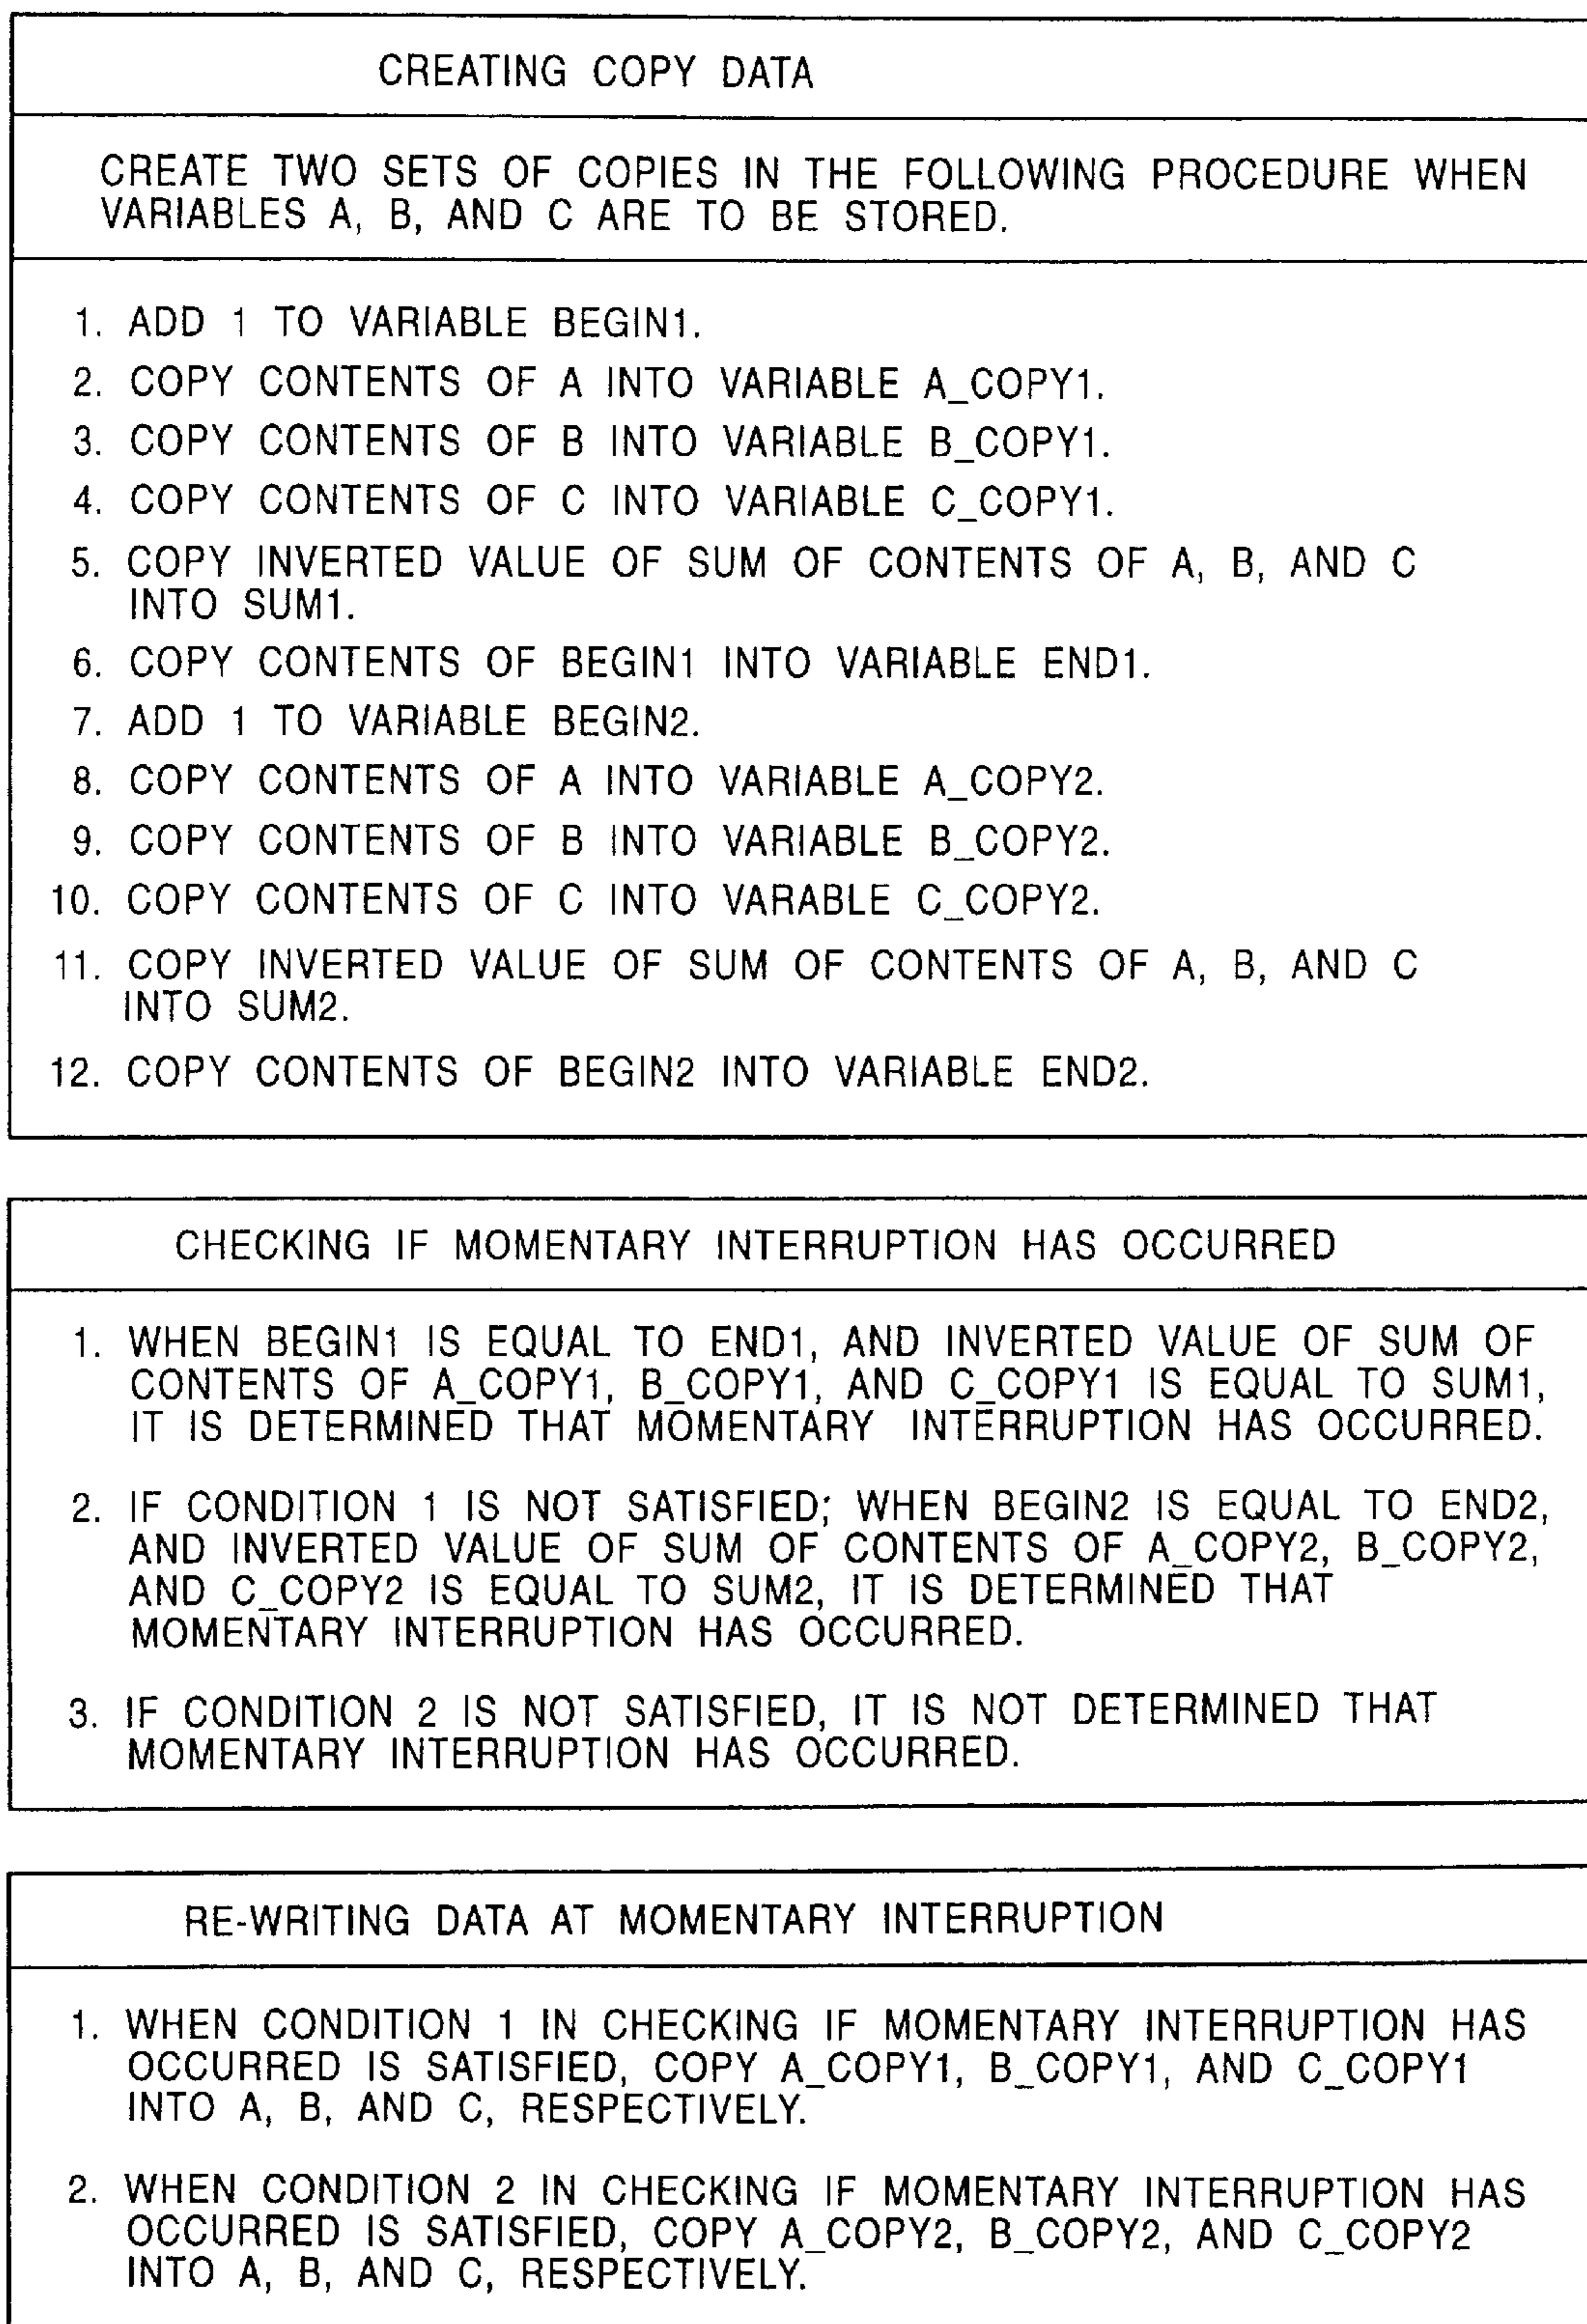 CREATING COPY DATA
CREATE TWO SETS OF COPIES IN THE FOLLOWING PROCEDURE WHEN
VARIABLES A, B, AND C ARE TO BE STORED.
1. ADD 1 TO VARIABLE BEGIN1.
2. COPY CONTENTS OF A INTO VARIABLE A_COPY1.
3. COPY CONTENTS OF B INTO VARIABLE B_COPY1.
4. COPY CONTENTS OF C INTO VARIABLE C_COPY1.
5. COPY INVERTED VALUE OF SUM OF CONTENTS OF A, B, AND C
INTO SUM1.
6. COPY CONTENTS OF BEGIN1 INTO VARIABLE END1.
7. ADD 1 TO VARIABLE BEGIN2.
8. COPY CONTENTS OF A INTO VARIABLE A_COPY2.
9. COPY CONTENTS OF B INTO VARIABLE B_COPY2.
10. COPY CONTENTS OF C INTO VARABLE C_COPY2.
11. COPY INVERTED VALUE OF SUM OF CONTENTS OF A, B, AND C
INTO SUM2.
12. COPY CONTENTS OF BEGIN2 INTO VARIABLE END2.
CHECKING IF MOMENTARY INTERRUPTION HAS OCCURRED
1. WHEN BEGIN1 IS EQUAL TO END1, AND INVERTED VALUE OF SUM OF
CONTENTS OF A_COPY1, B_COPY1, AND C_COPY1 IS EQUAL TO SUM1,
IT IS DETERMINED THAT MOMENTARY INTERRUPTION HAS OCCURRED.
2. IF CONDITION 1 IS NOT SATISFIED; WHEN BEGIN2 IS EQUAL TO END2,
AND INVERTED VALUE OF SUM OF CONTENTS OF A_COPY2, B_COPY2,
AND C_COPY2 IS EQUAL TO SUM2, IT IS DETERMINED THAT
MOMENTARY INTERRUPTION HAS OCCURRED.
3. IF CONDITION 2 IS NOT SATISFIED, IT IS NOT DETERMINED THAT
MOMENTARY INTERRUPTION HAS OCCURRED.
RE-WRITING DATA AT MOMENTARY INTERRUPTION
1. WHEN CONDITION 1 IN CHECKING IF MOMENTARY INTERRUPTION HAS
OCCURRED IS SATISFIED, COPY A_COPY1, B_COPY1, AND C_COPY1
INTO A, B, AND C, RESPECTIVELY.
2. WHEN CONDITION 2 IN CHECKING IF MOMENTARY INTERRUPTION HAS
OCCURRED IS SATISFIED, COPY A_COPY2, B_COPY2, AND C_COPY2
INTO A, B, AND C, RESPECTIVELY.